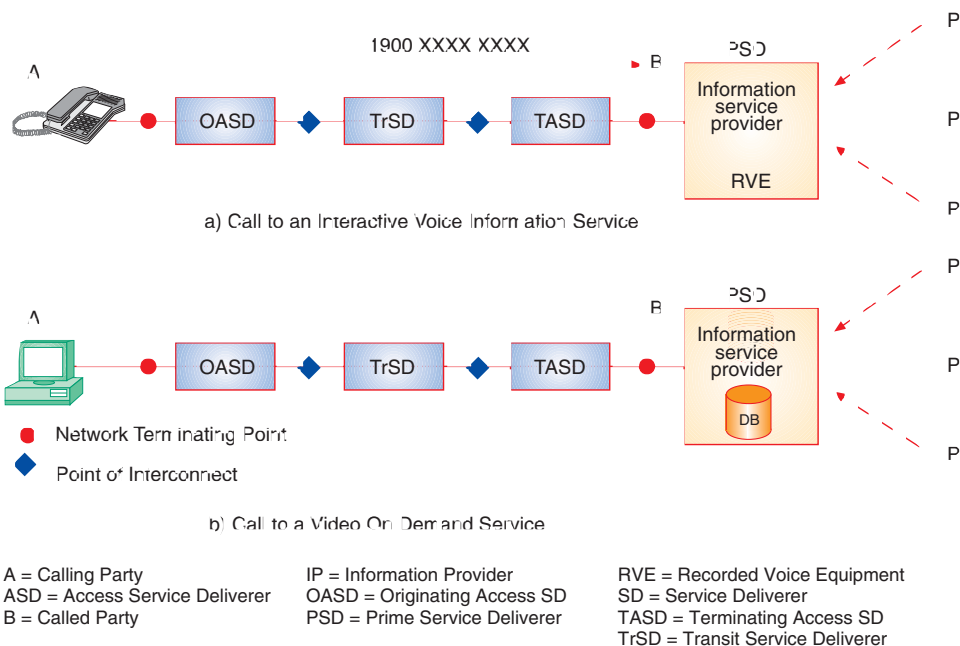 1900 XXXX XXXX
A
B
PSD
P
OASD
TrSD
TASD
Information
service
provider
P
RVE
P
a) Call to an Interactive Voice Information Service
P
A
B
PSD
OASD
TrSD
TASD
Information
service
provider
P
DB
Network Terminating Point
P
Point of Interconnect
b) Call to a Video On Demand Service
A = Calling Party
ASD = Access Service Deliverer
B = Called Party
IP = Information Provider
OASD = Originating Access SD
PSD = Prime Service Deliverer
RVE = Recorded Voice Equipment
SD = Service Deliverer
TASD = Terminating Access SD
TrSD = Transit Service Deliverer